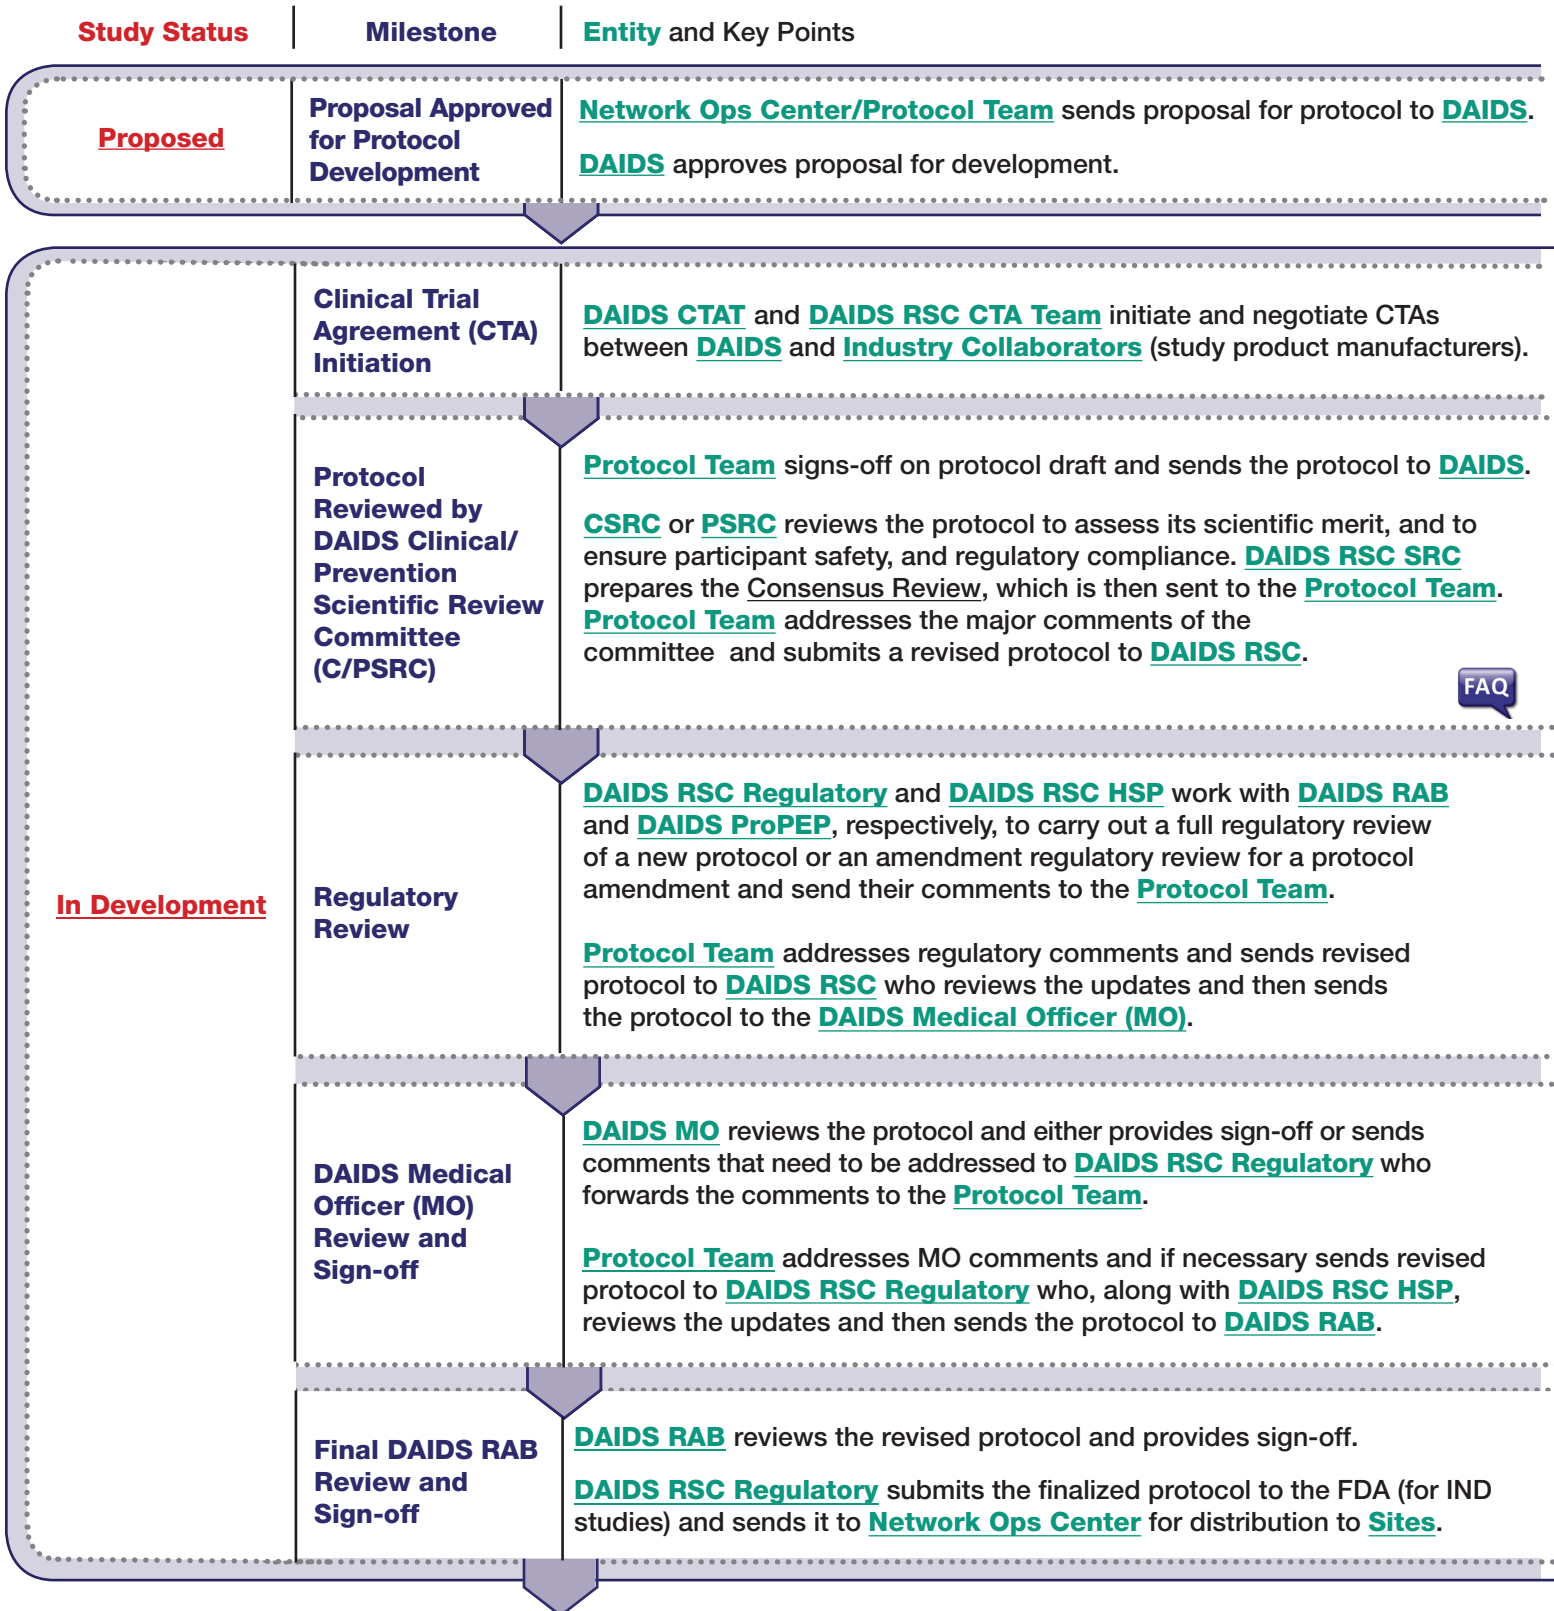 Study Status
Milestone
Entity and Key Points
Proposed
Proposal Approved
for Protocol
Development
Network Ops Center/Protocol Team sends proposal for protocol to DAIDS.
DAIDS approves proposal for development.
In Development
Clinical Trial
Agreement (CTA)
Initiation
DAIDS CTAT and DAIDS RSC CTA Team initiate and negotiate CTAs
between DAIDS and Industry Collaborators (study product manufacturers).
Protocol
Reviewed by
DAIDS Clinical/
Prevention
Scientific Review
Committee
(C/PSRC)
Protocol Team signs-off on protocol draft and sends the protocol to DAIDS.
CSRC or PSRC reviews the protocol to assess its scientific merit, and to
ensure participant safety, and regulatory compliance. DAIDS RSC SRC
prepares the Consensus Review, which is then sent to the Protocol Team.
Protocol Team addresses the major comments of the
committee and submits a revised protocol to DAIDS RSC.
FAQ
Regulatory
Review
DAIDS RSC Regulatory and DAIDS RSC HSP work with DAIDS RAB
and DAIDS ProPEP, respectively, to carry out a full regulatory review
of a new protocol or an amendment regulatory review for a protocol
amendment and send their comments to the Protocol Team.
Protocol Team addresses regulatory comments and sends revised
protocol to DAIDS RSC who reviews the updates and then sends
the protocol to the DAIDS Medical Officer (MO).
DAIDS Medical
Officer (MO)
Review and
Sign-off
DAIDS MO reviews the protocol and either provides sign-off or sends
comments that need to be addressed to DAIDS RSC Regulatory who
forwards the comments to the Protocol Team.
Protocol Team addresses MO comments and if necessary sends revised
protocol to DAIDS RSC Regulatory who, along with DAIDS RSC HSP,
reviews the updates and then sends the protocol to DAIDS RAB.
Final DAIDS RAB
Review and
Sign-off
DAIDS RAB reviews the revised protocol and provides sign-off.
DAIDS RSC Regulatory submits the finalized protocol to the FDA (for IND
studies) and sends it to Network Ops Center for distribution to Sites.